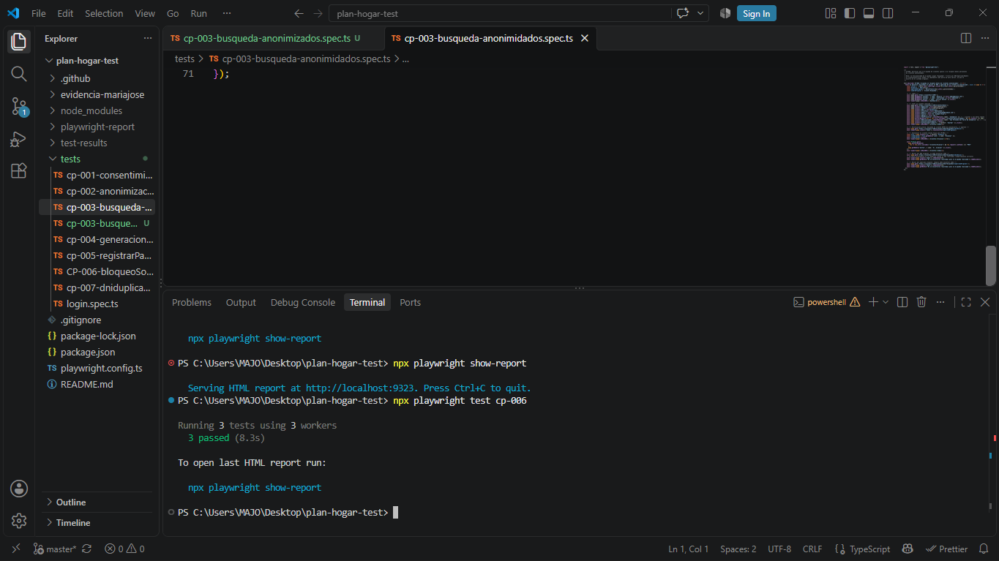 File Edit Selection View Go Run ···
plan-hogar-test
Sign In
Explorer
plan-hogar-test
.github
evidencia-mariajose
node_modules
playwright-report
test-results
tests
TS cp-001-consentimi...
TS cp-002-anonimizac...
TS cp-003-busqueda-...
TS cp-003-busque... U
TS cp-004-generacion...
TS cp-005-registrarPa...
TS CP-006-bloqueoSo...
TS cp-007-dniduplica...
TS login.spec.ts
.gitignore
{} package-lock.json
{} package.json
TS playwright.config.ts
README.md
Outline
Timeline
1
TS cp-003-busqueda-anonimizados.spec.ts U
TS cp-003-busqueda-anonimidados.spec.ts
tests > TS cp-003-busqueda-anonimidados.spec.ts > ...
71 });
Problems Output Debug Console Terminal Ports
powershell
npx playwright show-report
PS C:\Users\MAJO\Desktop\plan-hogar-test> npx playwright show-report
Serving HTML report at http://localhost:9323. Press Ctrl+C to quit.
PS C:\Users\MAJO\Desktop\plan-hogar-test> npx playwright test cp-006
Running 3 tests using 3 workers
3 passed (8.3s)
To open last HTML report run:
npx playwright show-report
PS C:\Users\MAJO\Desktop\plan-hogar-test>
master* 0 0
Ln 1, Col 1 Spaces: 2 UTF-8 CRLF {} TypeScript Prettier